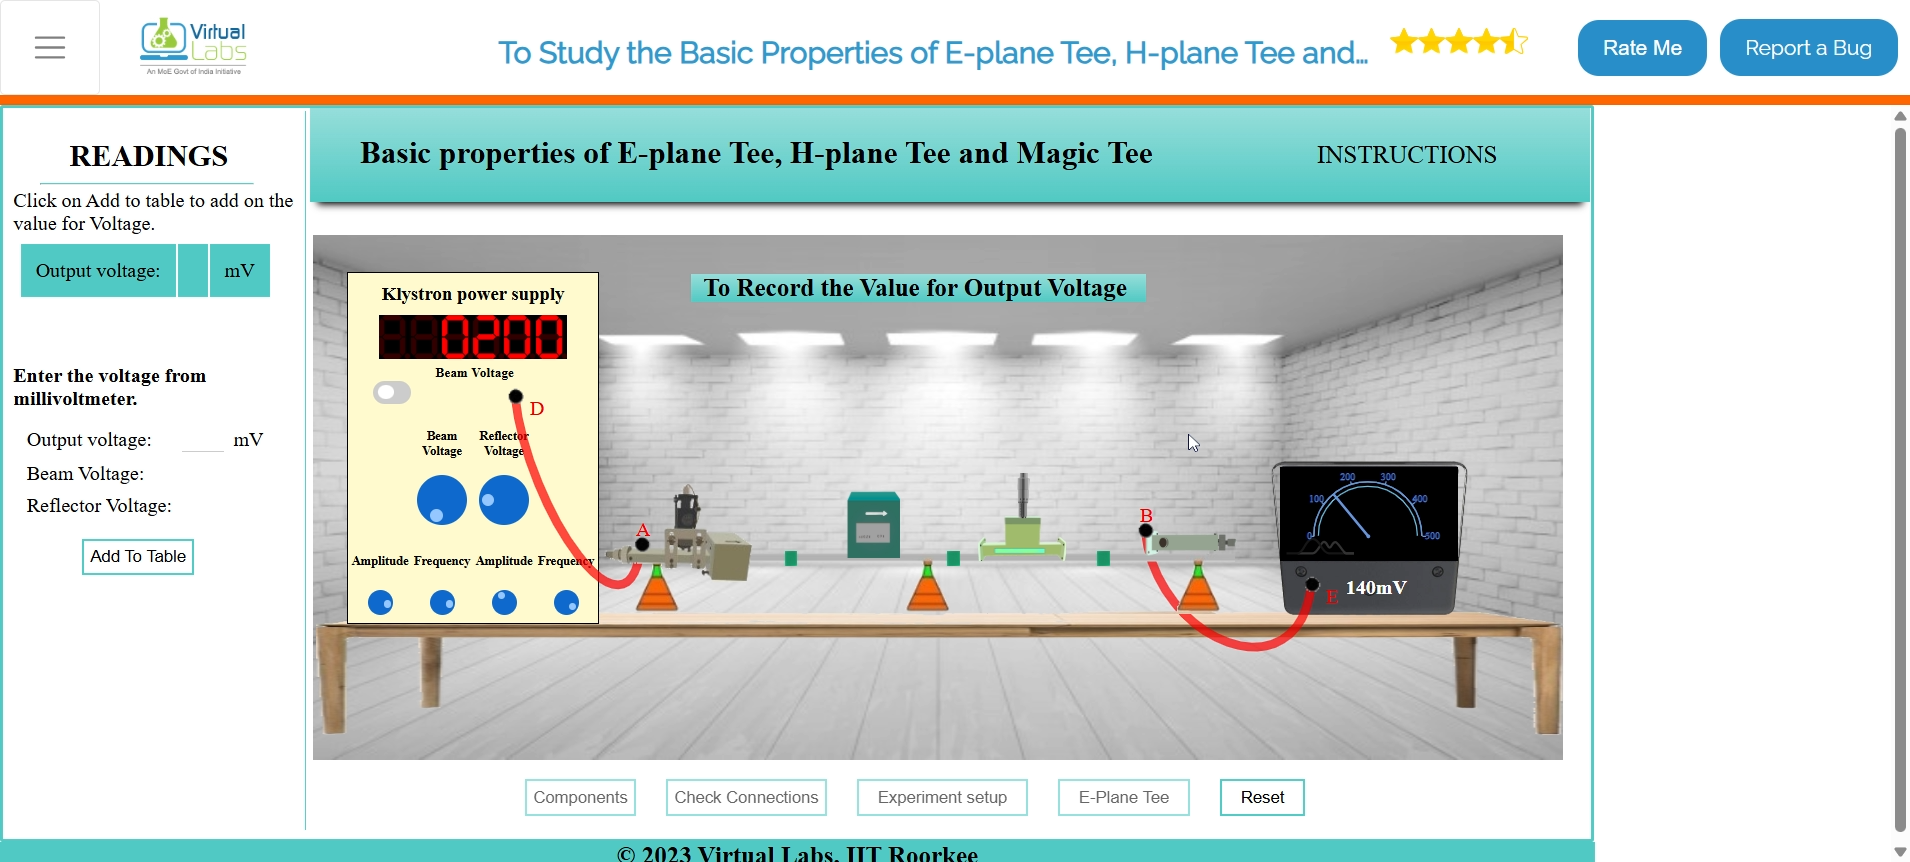 Virtual
Labs
An MoE Govt of India Initiative
To Study the Basic Properties of E-plane Tee, H-plane Tee and...
Rate Me
Report a Bug
READINGS
Click on Add to table to add on the
value for Voltage.
Output voltage: mV
Enter the voltage from
millivoltmeter.
Output voltage: mV
Beam Voltage:
Reflector Voltage:
Add To Table
Basic properties of E-plane Tee, H-plane Tee and Magic Tee
INSTRUCTIONS
To Record the Value for Output Voltage
Klystron power supply
0200
Beam Voltage
D
Beam
Voltage
Reflector
Voltage
Amplitude Frequency Amplitude Frequency
A
B
0 100 200 300 400 500
E
140mV
Components
Check Connections
Experiment setup
E-Plane Tee
Reset
© 2023 Virtual Labs, IIT Roorkee